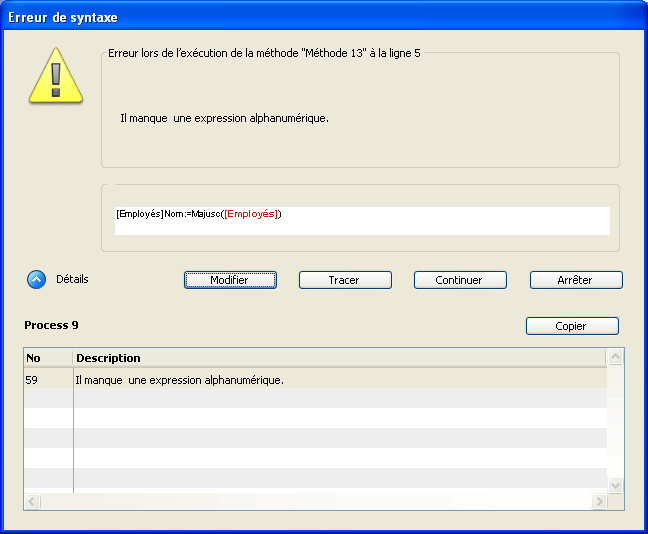 Erreur de syntaxe
Erreur lors de l'exécution de la méthode "Méthode 13" à la ligne 5
Il manque une expression alphanumérique.
[Employés]Nom:=Majusc([Employés])
Détails
Modifier
Tracer
Continuer
Arrêter
Process 9
Copier
No Description
59 Il manque une expression alphanumérique.